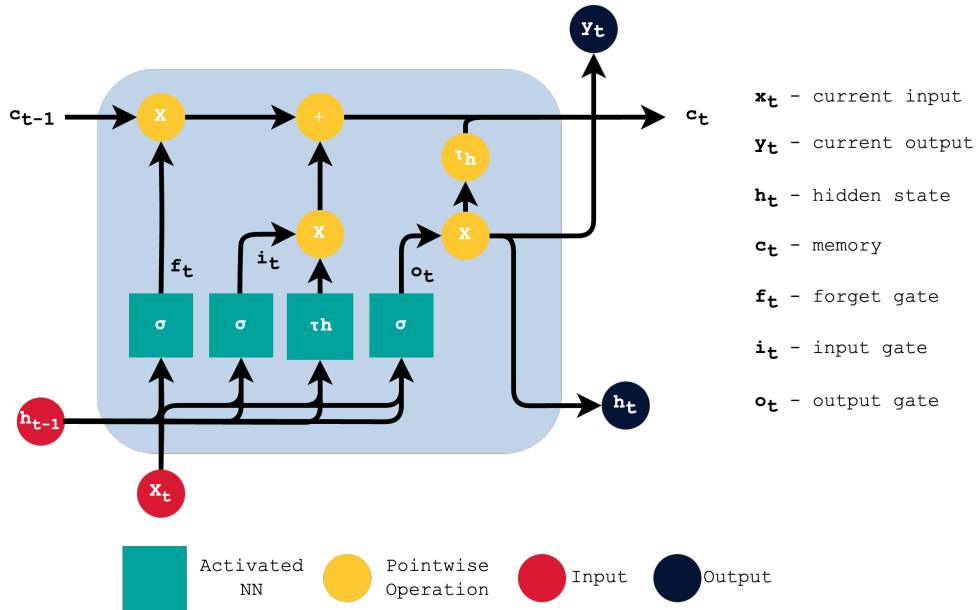 yt
ct-1
X
+
ct
τh
X
X
ft
it
ot
σ
σ
τh
σ
ht-1
ht
Xt
xt - current input
yt - current output
ht - hidden state
ct - memory
ft - forget gate
it - input gate
ot - output gate
Activated
NN
Pointwise
Operation
Input
Output